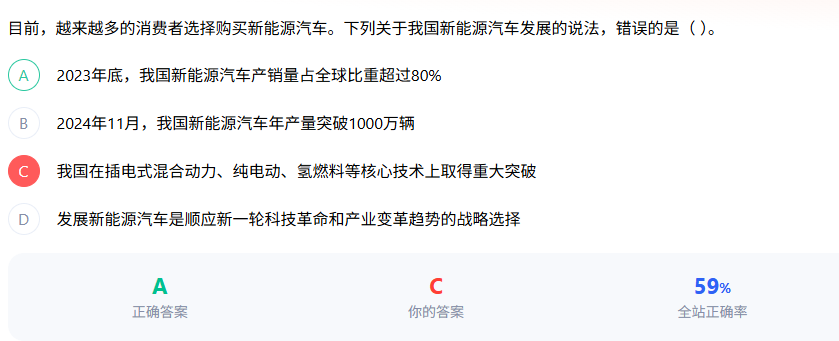 目前，越来越多的消费者选择购买新能源汽车。下列关于我国新能源汽车发展的说法，错误的是（ ）。
A 2023年底，我国新能源汽车产销量占全球比重超过80%
B 2024年11月，我国新能源汽车年产量突破1000万辆
C 我国在插电式混合动力、纯电动、氢燃料等核心技术上取得重大突破
D 发展新能源汽车是顺应新一轮科技革命和产业变革趋势的战略选择
A C 59%
正确答案 你的答案 全站正确率